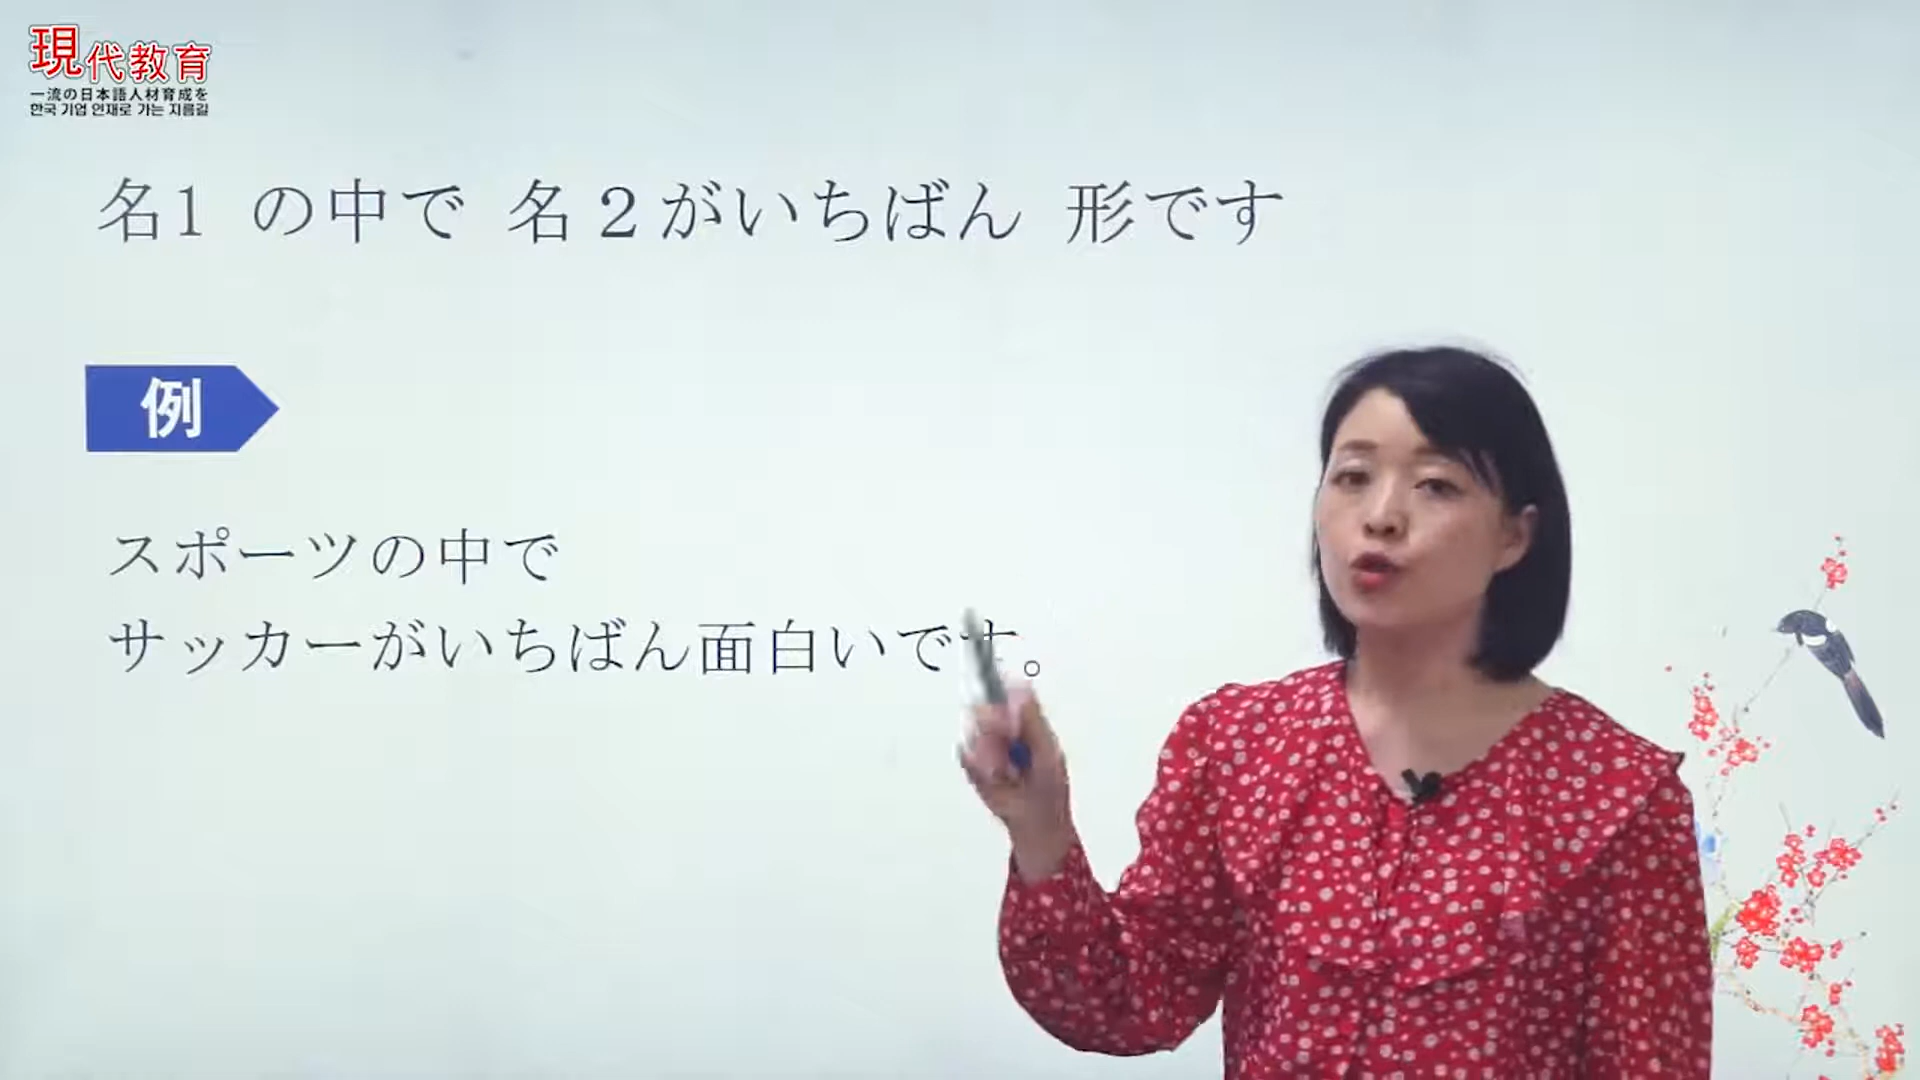 現代教育
一流の日本語人材育成を
한국 기업 인재로 가는 지름길
名1 の中で 名２がいちばん 形です
例
スポーツの中で
サッカーがいちばん面白いです。